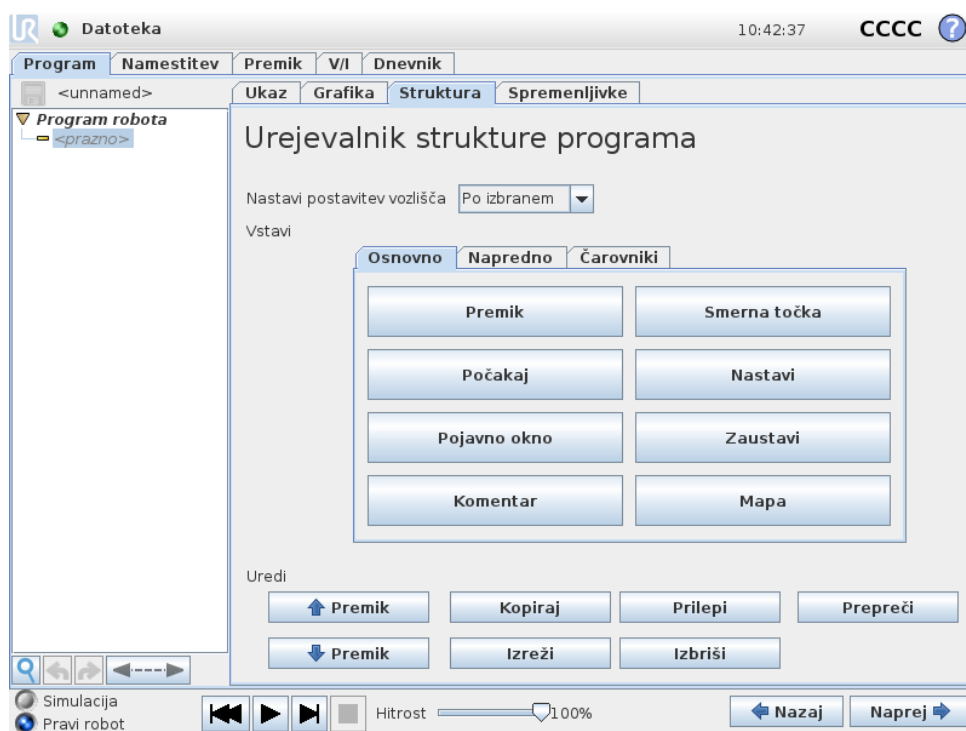 UR Datoteka 10:42:37 CCCC ?
Program Namestitev Premik V/I Dnevnik
<unnamed> Ukaz Grafika Struktura Spremenljivke
Program robota
<prazno>
Urejevalnik strukture programa
Nastavi postavitev vozlišča Po izbranem
Vstavi
Osnovno Napredno Čarovniki
Premik Smerna točka
Počakaj Nastavi
Pojavno okno Zaustavi
Komentar Mapa
Uredi
Premik Kopiraj Prilepi Prepreči
Premik Izreži Izbriši
Simulacija
Pravi robot
Hitrost 100% Nazaj Naprej